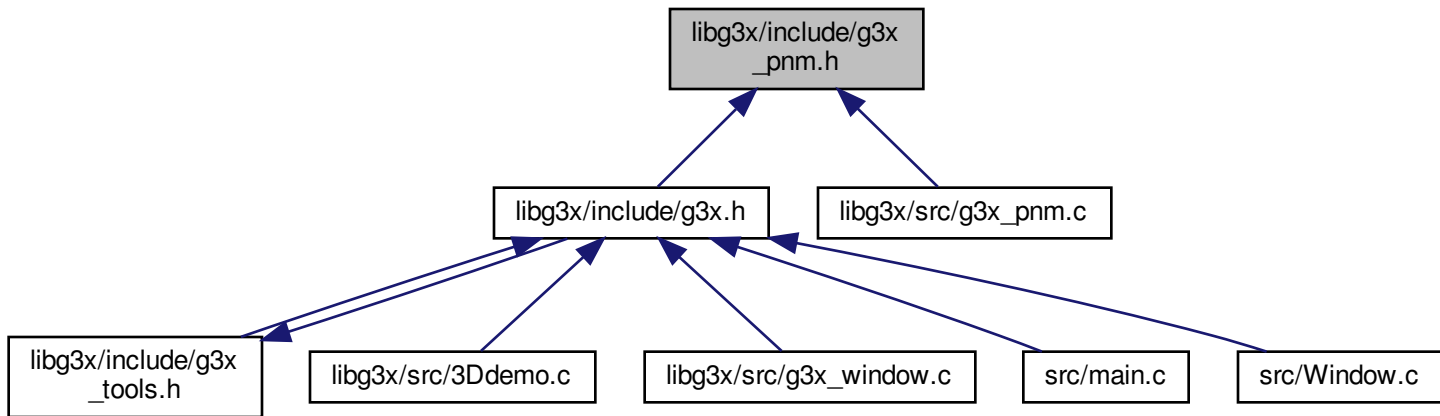 libg3x/include/g3x
_pnm.h
libg3x/include/g3x.h
libg3x/src/g3x_pnm.c
libg3x/include/g3x
_tools.h
libg3x/src/3Ddemo.c
libg3x/src/g3x_window.c
src/main.c
src/Window.c